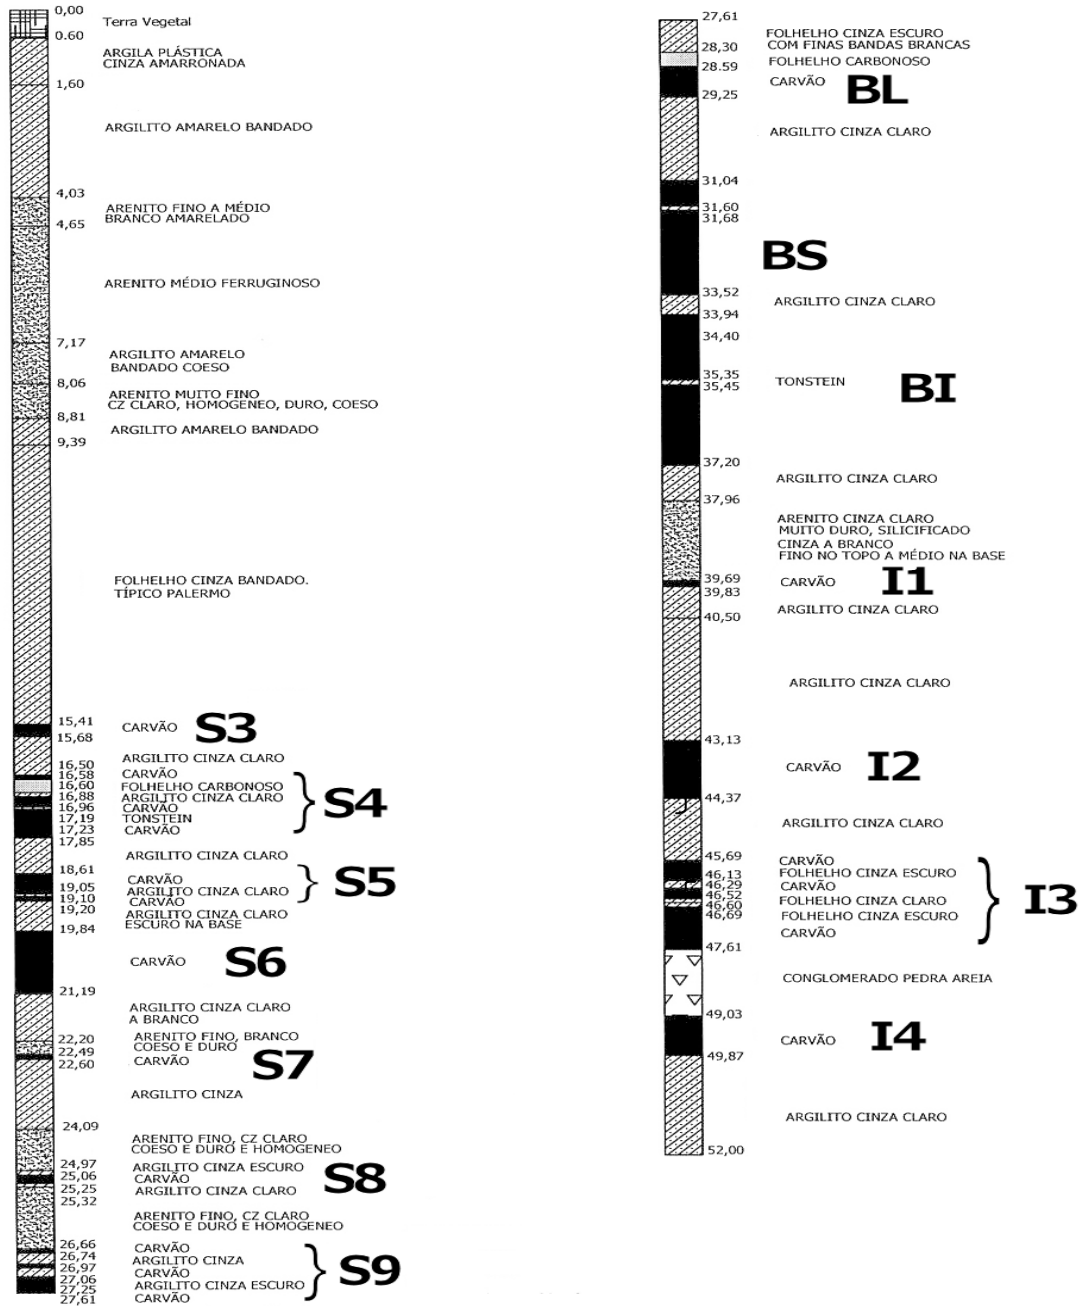 0,00
Terra Vegetal
0.60
ARGILA PLÁSTICA
CINZA AMARRONADA
1,60
ARGILITO AMARELO BANDADO
4,03
ARENITO FINO A MÉDIO
BRANCO AMARELADO
4,65
ARENITO MÉDIO FERRUGINOSO
7,17
ARGILITO AMARELO
BANDADO COESO
8,06
ARENITO MUITO FINO
CZ CLARO, HOMOGENEO, DURO, COESO
8,81
ARGILITO AMARELO BANDADO
9,39
FOLHELHO CINZA BANDADO.
TÍPICO PALERMO
15,41
CARVÃO S3
15,68
ARGILITO CINZA CLARO
16,50
CARVÃO
16,58
FOLHELHO CARBONOSO
16,60
ARGILITO CINZA CLARO
16,88
CARVÃO
16,96
TONSTEIN
17,19
CARVÃO
17,23
S4
17,85
ARGILITO CINZA CLARO
18,61
CARVÃO
19,05
ARGILITO CINZA CLARO
19,10
CARVÃO
S5
19,20
ARGILITO CINZA CLARO
ESCURO NA BASE
19,84
CARVÃO S6
21,19
ARGILITO CINZA CLARO
A BRANCO
22,20
ARENITO FINO, BRANCO
COESO E DURO
22,49
CARVÃO S7
22,60
ARGILITO CINZA
24,09
ARENITO FINO, CZ CLARO
COESO E DURO E HOMOGENEO
24,97
ARGILITO CINZA ESCURO
25,06
CARVÃO S8
25,25
ARGILITO CINZA CLARO
25,32
ARENITO FINO, CZ CLARO
COESO E DURO E HOMOGENEO
26,66
CARVÃO
26,74
ARGILITO CINZA
26,97
CARVÃO
27,06
ARGILITO CINZA ESCURO
27,25
CARVÃO
27,61
S9
27,61
FOLHELHO CINZA ESCURO
COM FINAS BANDAS BRANCAS
28,30
FOLHELHO CARBONOSO
28.59
CARVÃO BL
29,25
ARGILITO CINZA CLARO
31,04
31,60
31,68
BS
33,52
ARGILITO CINZA CLARO
33,94
34,40
35,35
TONSTEIN BI
35,45
37,20
ARGILITO CINZA CLARO
37,96
ARENITO CINZA CLARO
MUITO DURO, SILICIFICADO
CINZA A BRANCO
FINO NO TOPO A MÉDIO NA BASE
39,69
CARVÃO I1
39,83
ARGILITO CINZA CLARO
40,50
ARGILITO CINZA CLARO
43,13
CARVÃO I2
44,37
ARGILITO CINZA CLARO
45,69
CARVÃO
46,13
FOLHELHO CINZA ESCURO
46,29
CARVÃO
46,52
FOLHELHO CINZA CLARO
46,60
FOLHELHO CINZA ESCURO
46,69
CARVÃO
I3
47,61
CONGLOMERADO PEDRA AREIA
49,03
CARVÃO I4
49,87
ARGILITO CINZA CLARO
52,00